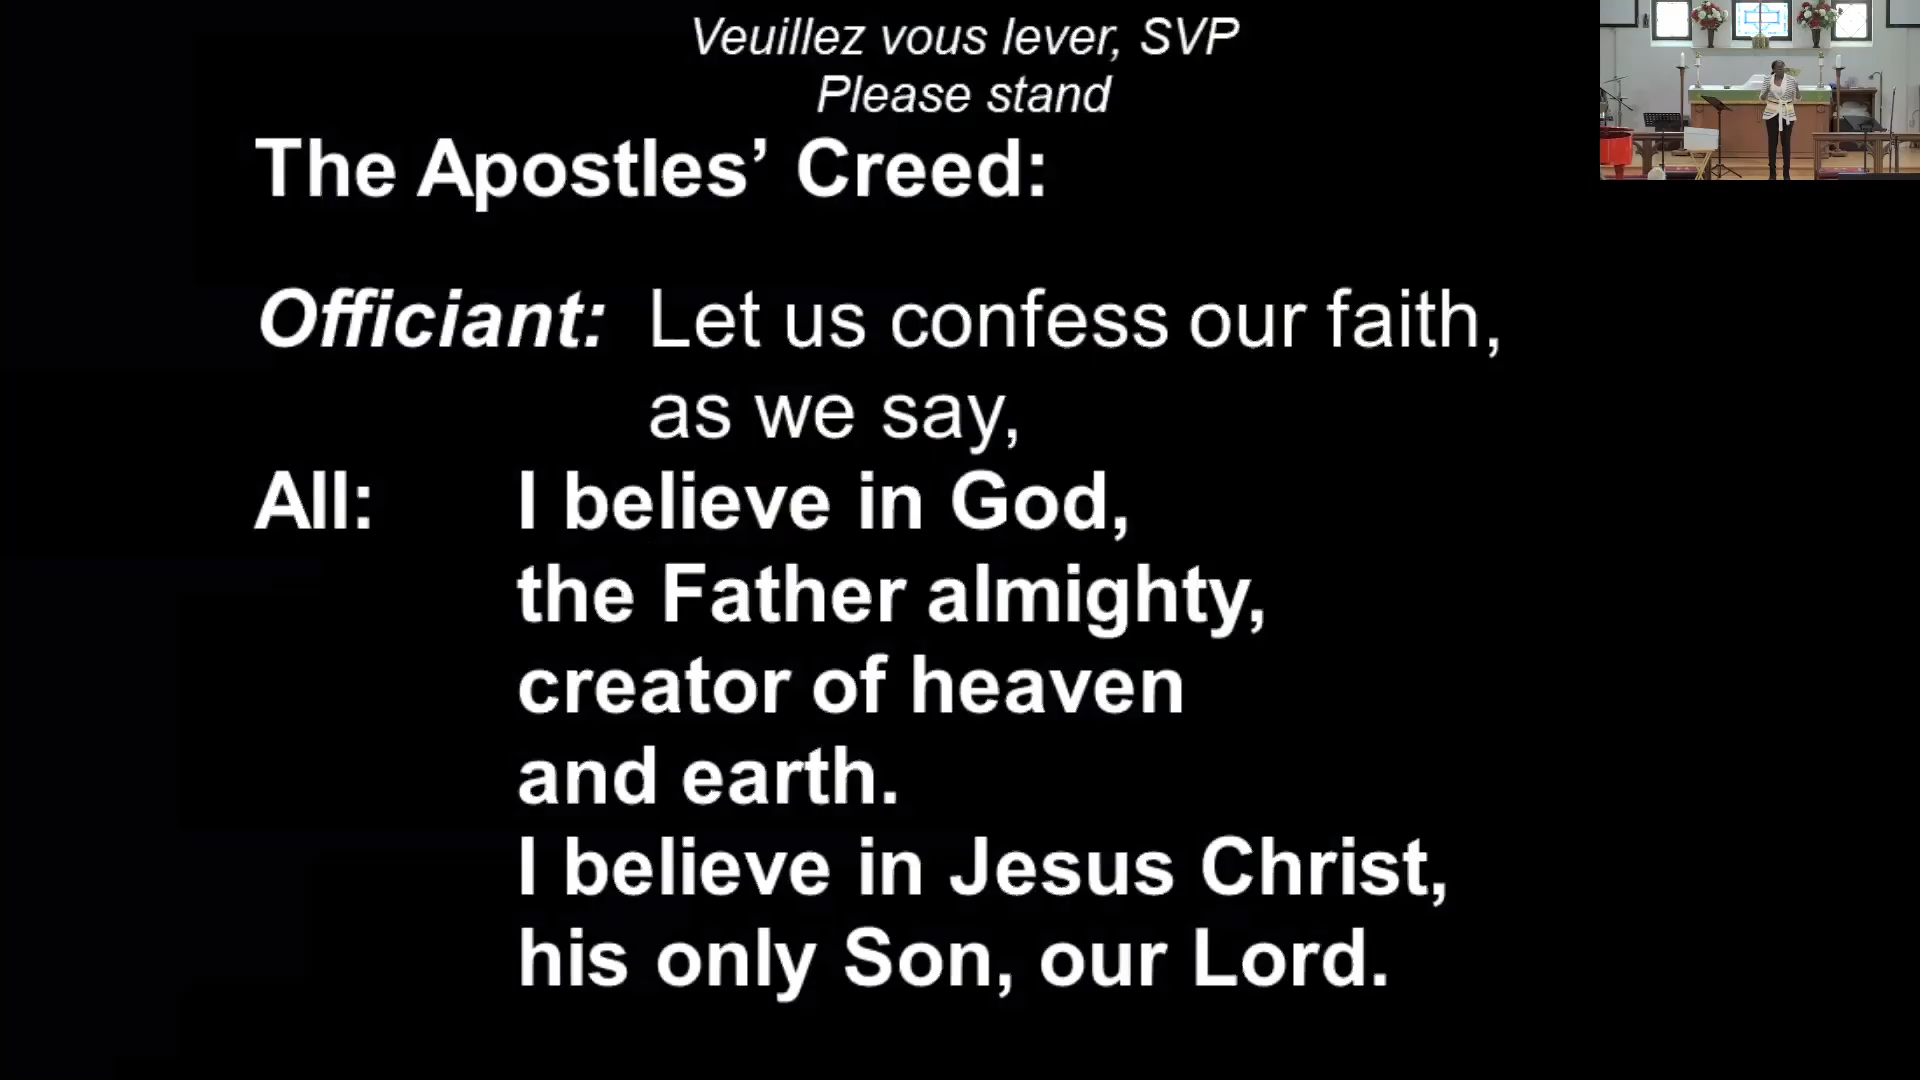 Veuillez vous lever, SVP
Please stand
The Apostles’ Creed:
Officiant: Let us confess our faith,
as we say,
All: I believe in God,
the Father almighty,
creator of heaven
and earth.
I believe in Jesus Christ,
his only Son, our Lord.